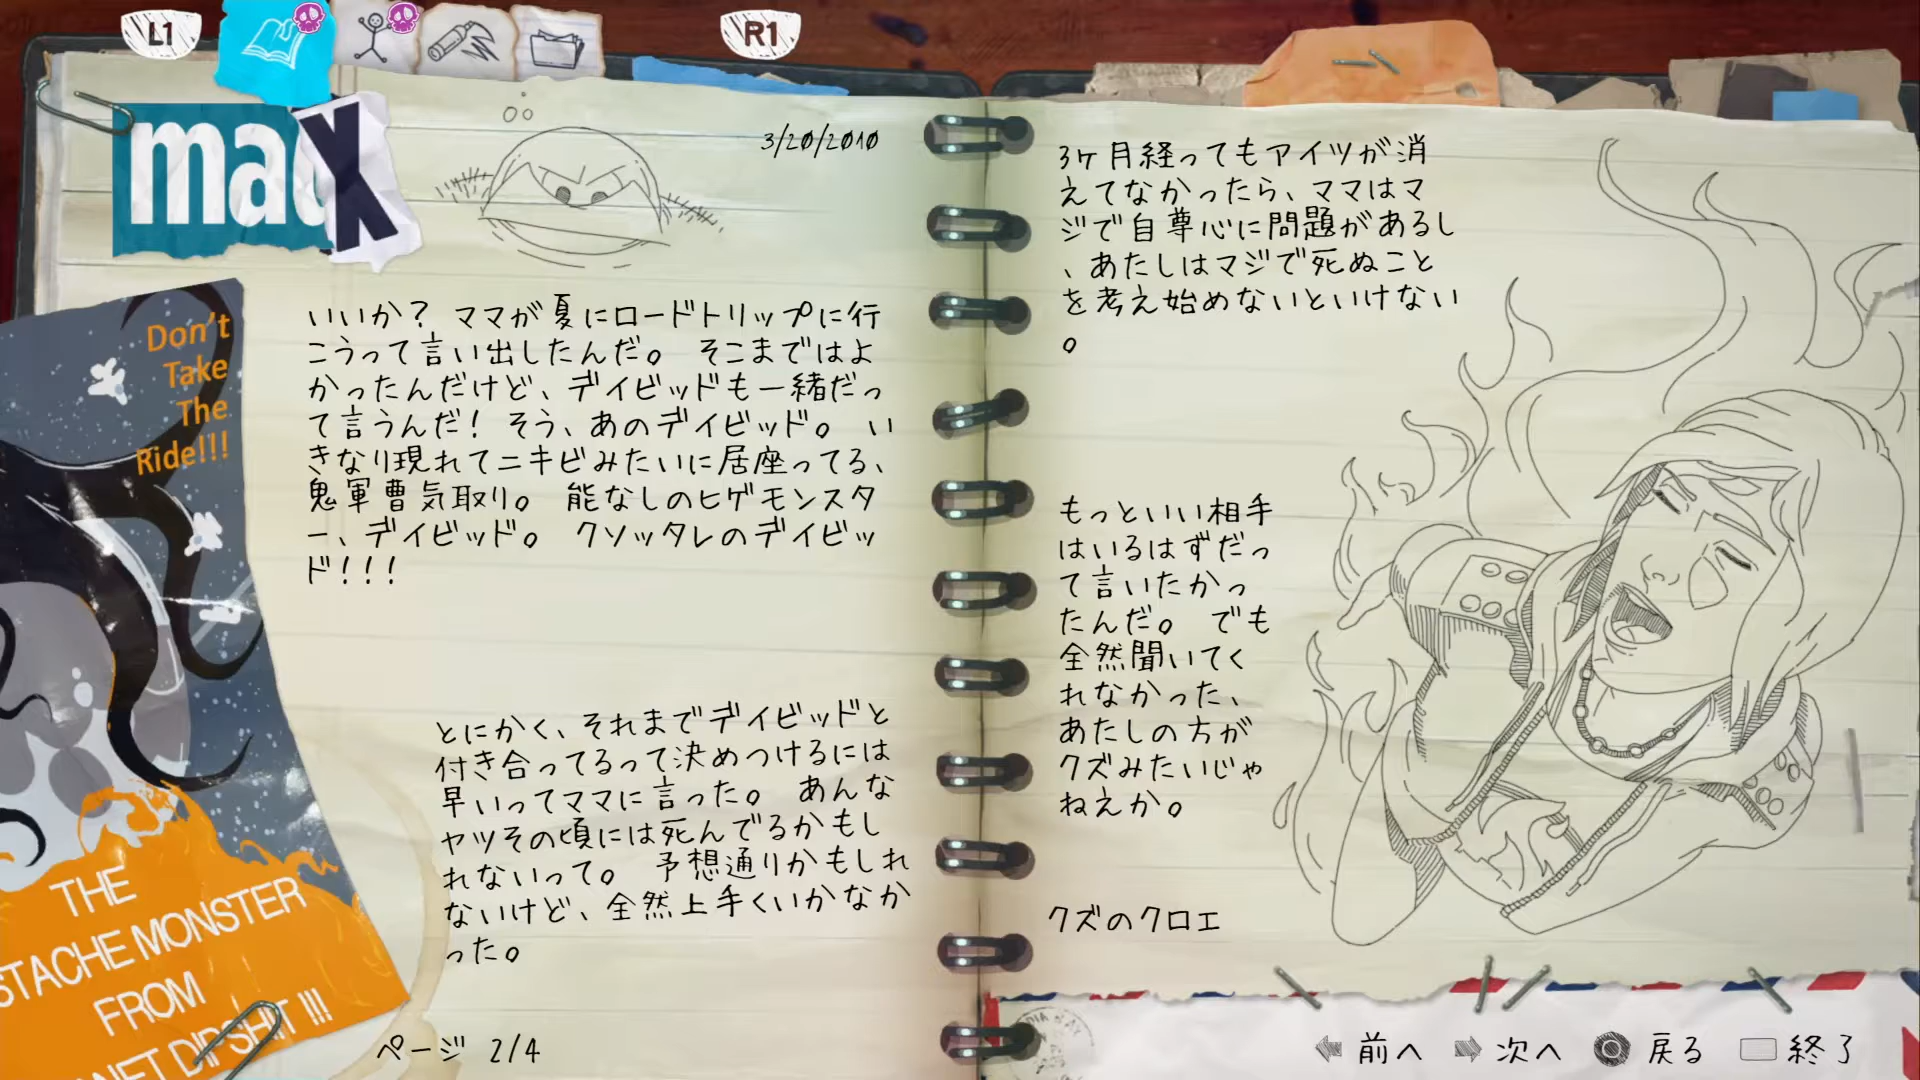 L1
R1
max
3/20/2010
Don't
Take
The
Ride!!!
いいか？ ママが夏にロードトリップに行
こうって言い出したんだ。 そこまではよ
かったんだけど、デイビッドも一緒だっ
て言うんだ！ そう、あのデイビッド。 い
きなり現れてニキビみたいに居座ってる、
鬼軍曹気取り。 能なしのヒゲモンスタ
ー、デイビッド。 クソッタレのデイビッ
ド！！！
とにかく、それまでデイビッドと
付き合ってるって決めつけるには
早いってママに言った。 あんな
ヤツその頃には死んでるかもし
れないって。 予想通りかもしれ
ないけど、全然上手くいかなか
った。
THE
STACHE MONSTER
FROM
NET DIPSHIT !!!
ページ 2/4
3ヶ月経ってもアイツが消
えてなかったら、ママはマ
ジで自尊心に問題があるし
、あたしはマジで死ぬこと
を考え始めないといけない
。
もっといい相手
はいるはずだっ
て言いたかっ
たんだ。 でも
全然聞いてく
れなかった、
あたしの方が
クズみたいじゃ
ねえか。
クズのクロエ
前へ 次へ 戻る 終了